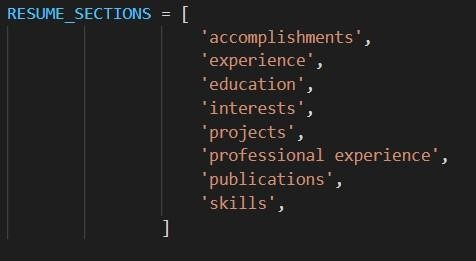 RESUME_SECTIONS = [
'accomplishments',
'experience',
'education',
'interests',
'projects',
'professional experience',
'publications',
'skills',
]